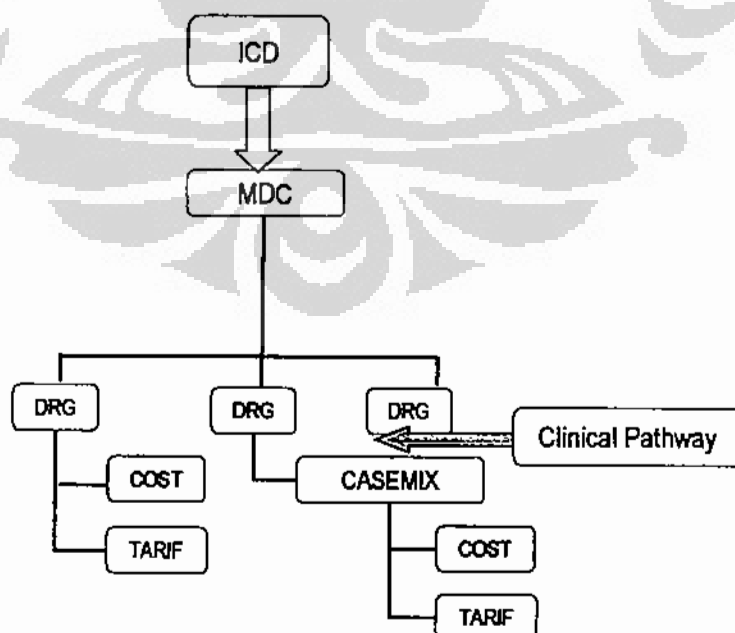 ICD
MDC
DRG
DRG
DRG
Clinical Pathway
COST
CASEMIX
TARIF
COST
TARIF